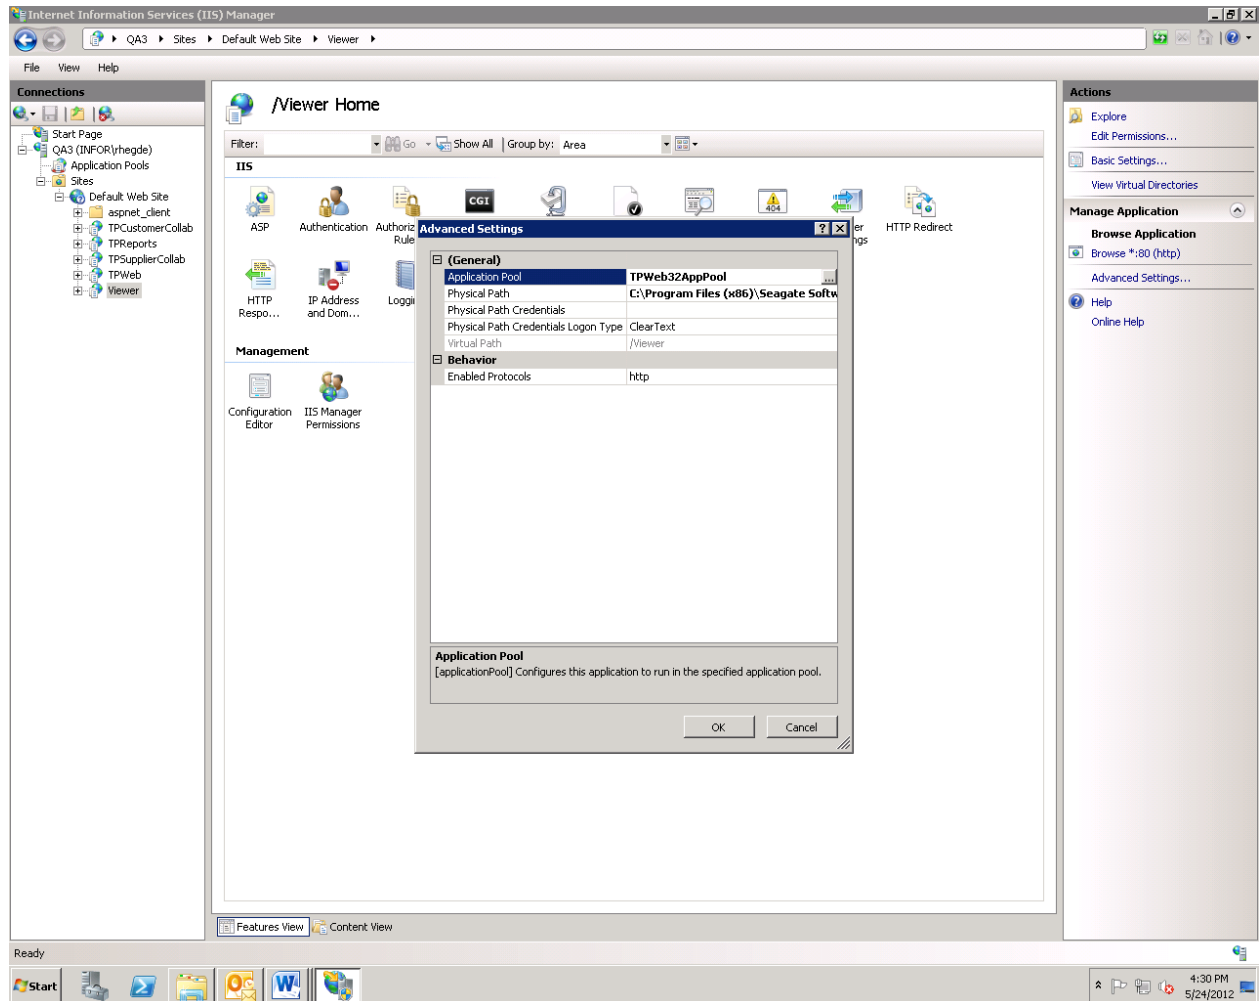 Internet Information Services (IIS) Manager
QA3 Sites Default Web Site Viewer
File View Help
Connections
Start Page
QA3 (INFOR\rhegde)
Application Pools
Sites
Default Web Site
aspnet_client
TPCustomerCollab
TPReports
TPSupplierCollab
TPWeb
Viewer
/Viewer Home
Filter: Go Show All Group by: Area
IIS
CGI 404
ASP Authentication Authoriz er HTTP Redirect
Rule ngs
HTTP IP Address Loggi
Respo... and Dom...
Management
Configuration IIS Manager
Editor Permissions
Advanced Settings
(General)
Application Pool TPWeb32AppPool ...
Physical Path C:\Program Files (x86)\Seagate Softw
Physical Path Credentials
Physical Path Credentials Logon Type ClearText
Virtual Path /Viewer
Behavior
Enabled Protocols http
Application Pool
[applicationPool] Configures this application to run in the specified application pool.
OK Cancel
Features View Content View
Actions
Explore
Edit Permissions...
Basic Settings...
View Virtual Directories
Manage Application
Browse Application
Browse *:80 (http)
Advanced Settings...
Help
Online Help
Ready
Start
4:30 PM
5/24/2012